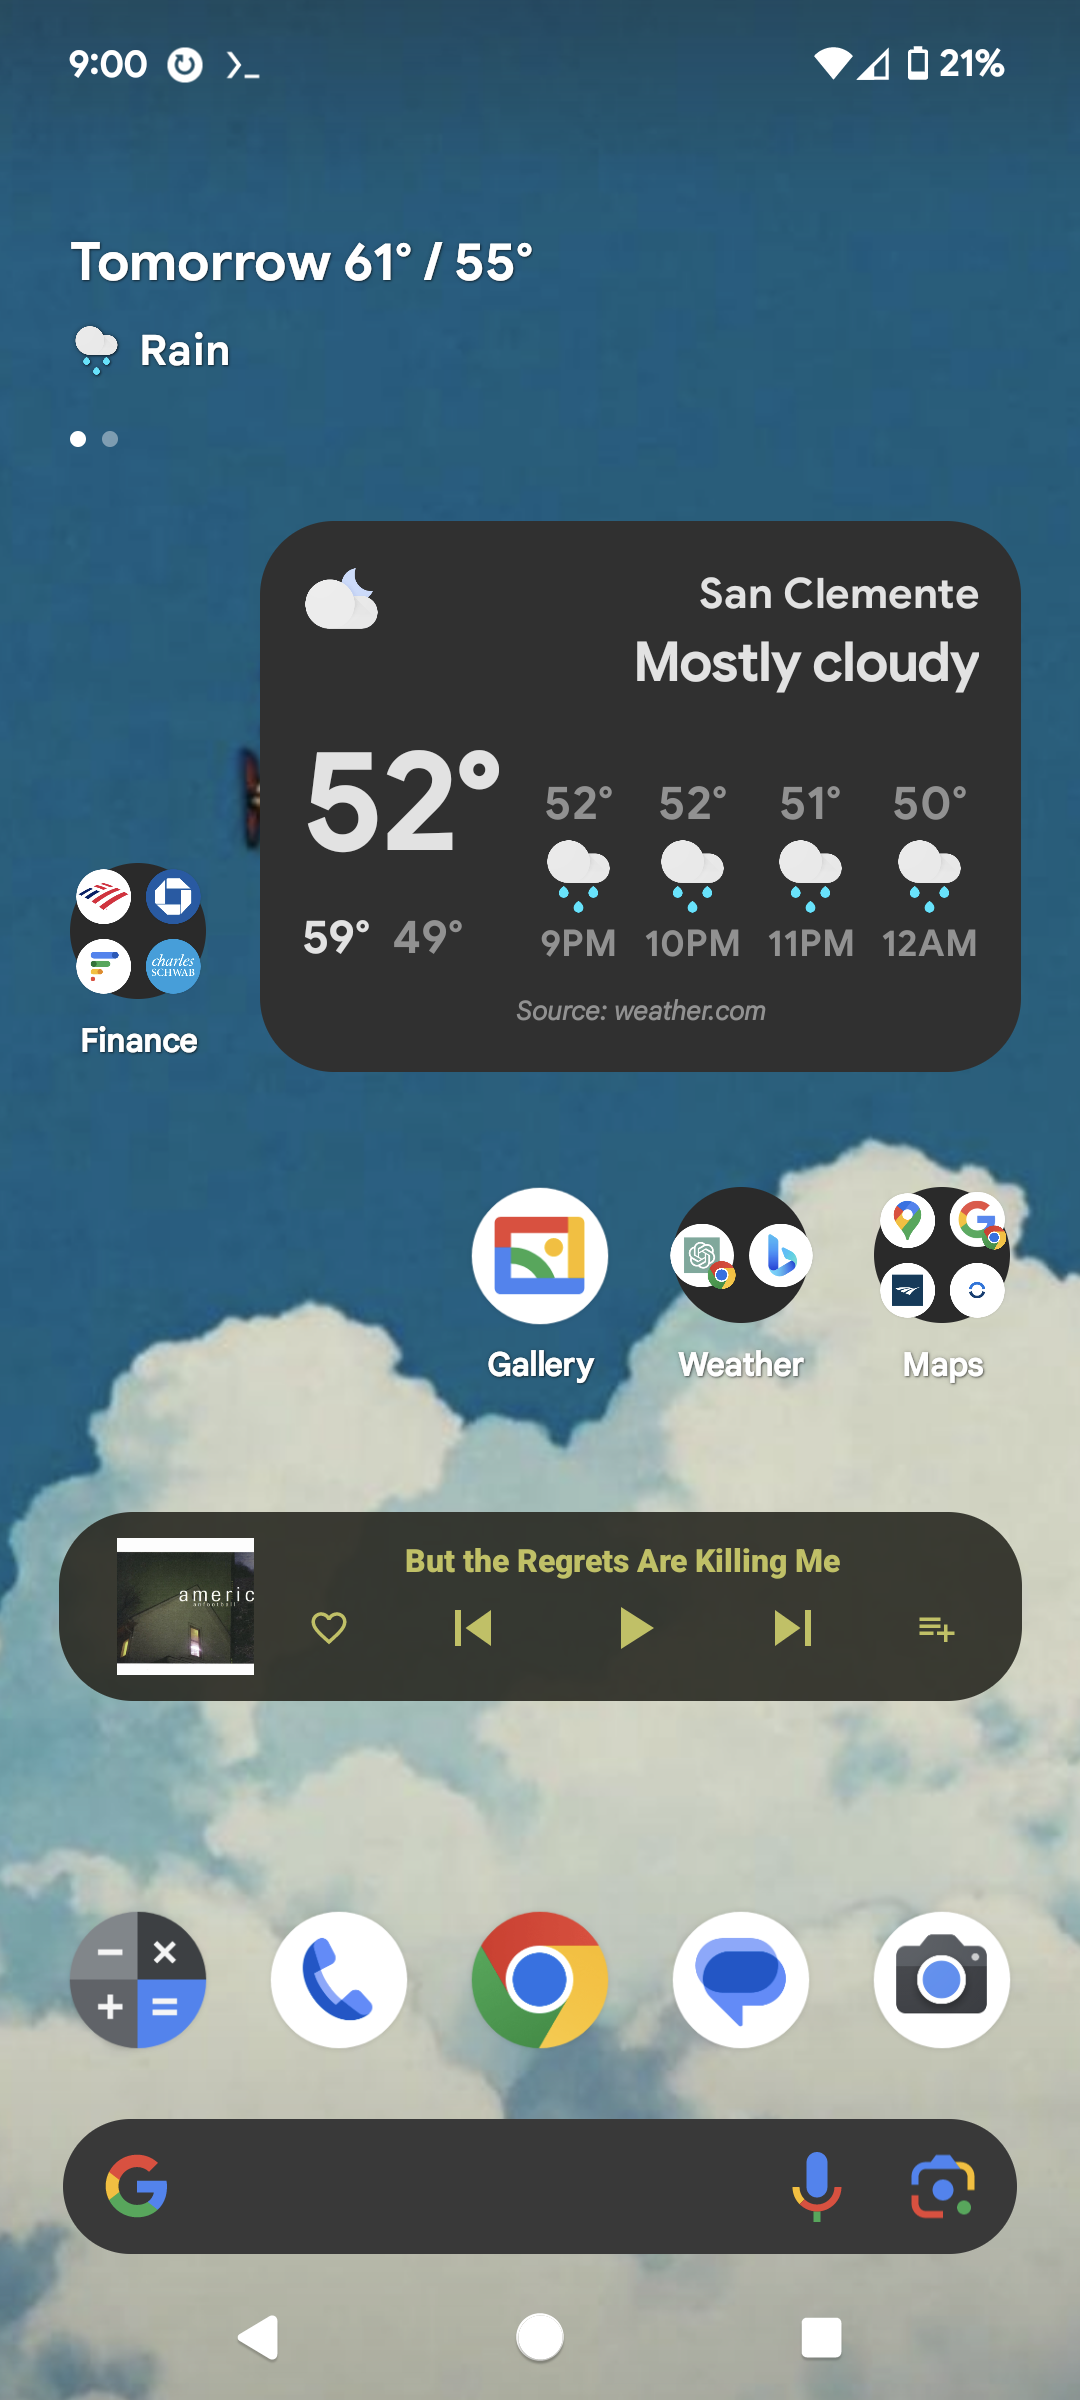 9:00
21%
Tomorrow 61° / 55°
Rain
San Clemente
Mostly cloudy
52°
52° 52° 51° 50°
59° 49°
9PM 10PM 11PM 12AM
Source: weather.com
charles
SCHWAB
Finance
Gallery
Weather
Maps
But the Regrets Are Killing Me
americ
anfootball